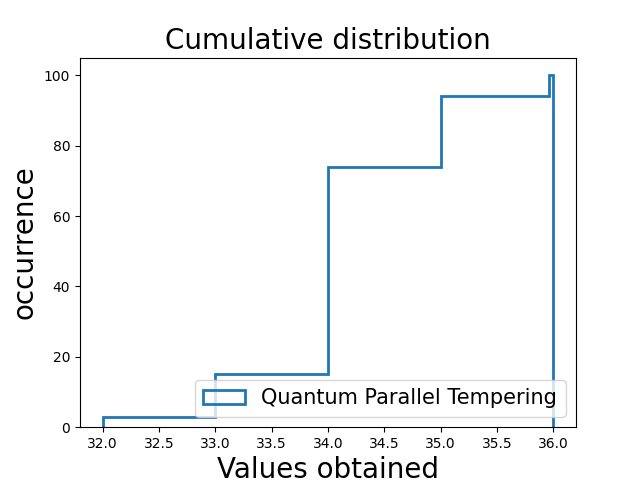 Cumulative distribution
100
80
60
40
20
0
occurrence
Quantum Parallel Tempering
32.0 32.5 33.0 33.5 34.0 34.5 35.0 35.5 36.0
Values obtained